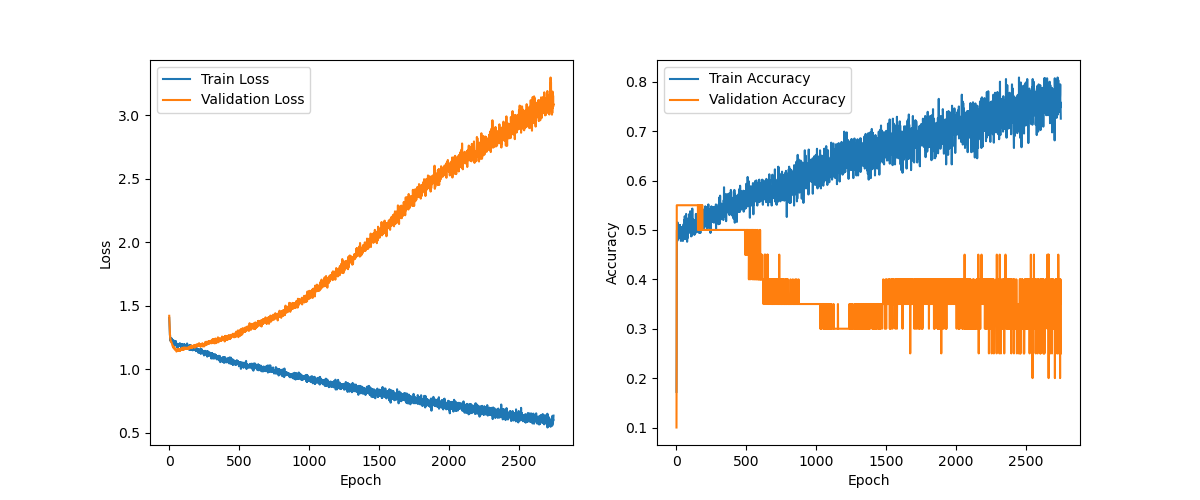 Train Loss
Validation Loss
3.0
2.5
2.0
1.5
1.0
0.5
0 500 1000 1500 2000 2500
Epoch
Loss
Train Accuracy
Validation Accuracy
0.8
0.7
0.6
0.5
0.4
0.3
0.2
0.1
0 500 1000 1500 2000 2500
Epoch
Accuracy